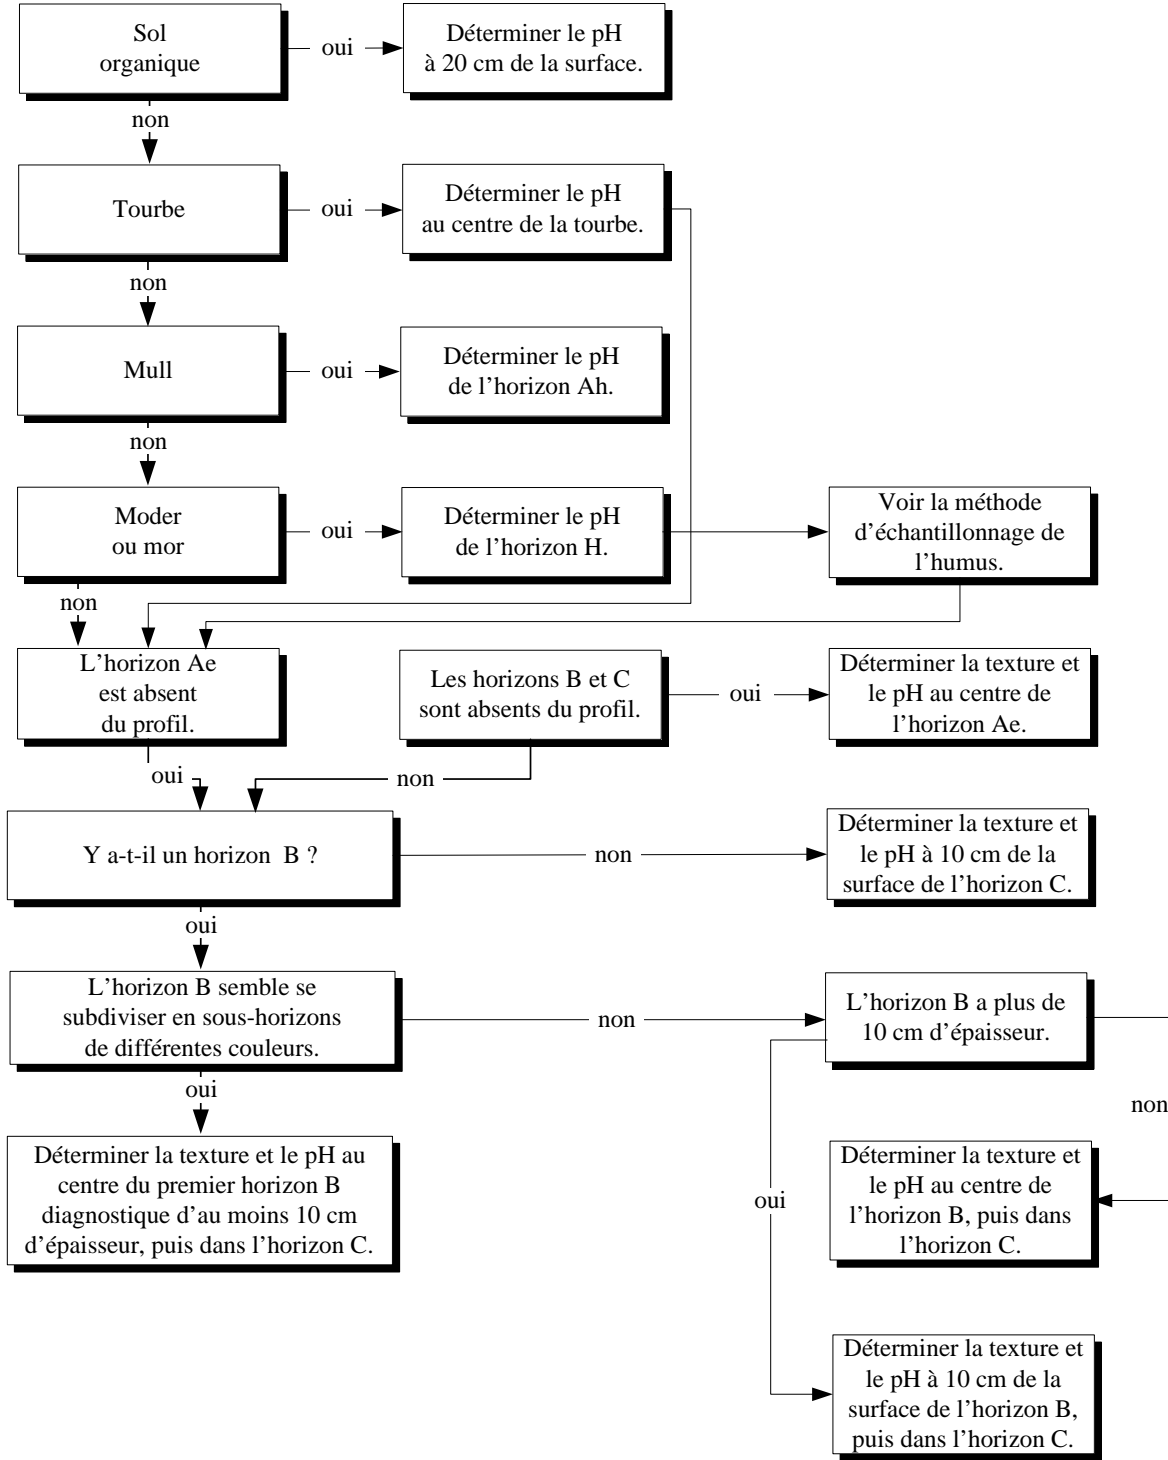 Sol
organique
oui
Déterminer le pH
à 20 cm de la surface.
non
Tourbe
oui
Déterminer le pH
au centre de la tourbe.
non
Mull
oui
Déterminer le pH
de l’horizon Ah.
non
Moder
ou mor
oui
Déterminer le pH
de l’horizon H.
Voir la méthode
d’échantillonnage de
l’humus.
non
L’horizon Ae
est absent
du profil.
Les horizons B et C
sont absents du profil.
oui
Déterminer la texture et
le pH au centre de
l’horizon Ae.
oui
non
Y a-t-il un horizon B ?
non
Déterminer la texture et
le pH à 10 cm de la
surface de l’horizon C.
oui
L’horizon B semble se
subdiviser en sous-horizons
de différentes couleurs.
non
L’horizon B a plus de
10 cm d’épaisseur.
oui
non
Déterminer la texture et le pH au
centre du premier horizon B
diagnostique d’au moins 10 cm
d’épaisseur, puis dans l’horizon C.
oui
Déterminer la texture et
le pH au centre de
l’horizon B, puis dans
l’horizon C.
Déterminer la texture et
le pH à 10 cm de la
surface de l’horizon B,
puis dans l’horizon C.